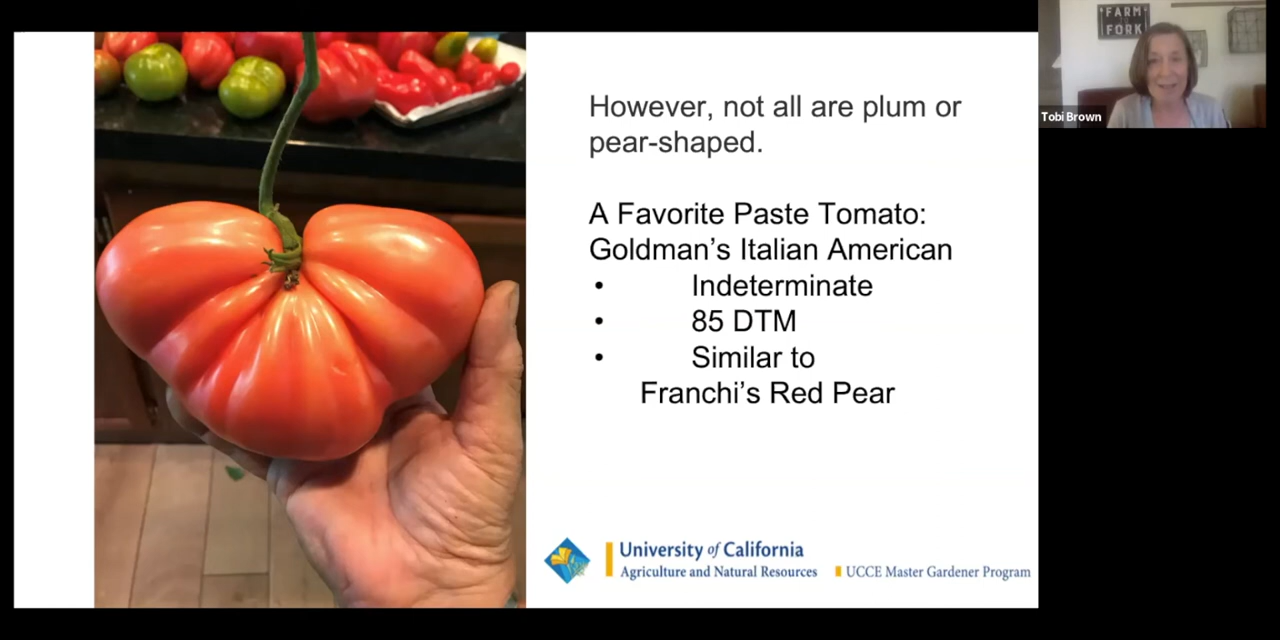 However, not all are plum or
pear-shaped.
A Favorite Paste Tomato:
Goldman’s Italian American
• Indeterminate
• 85 DTM
• Similar to
Franchi’s Red Pear
University of California
Agriculture and Natural Resources
UCCE Master Gardener Program
FARM
FORK
Tobi Brown